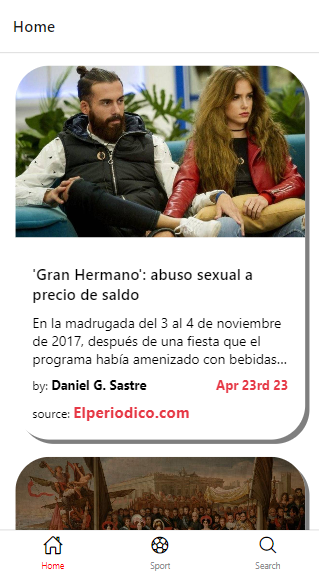 Home
'Gran Hermano': abuso sexual a
precio de saldo
En la madrugada del 3 al 4 de noviembre
de 2017, después de una fiesta que el
programa había amenizado con bebidas...
by: Daniel G. Sastre Apr 23rd 23
source: Elperiodico.com
Home Sport Search